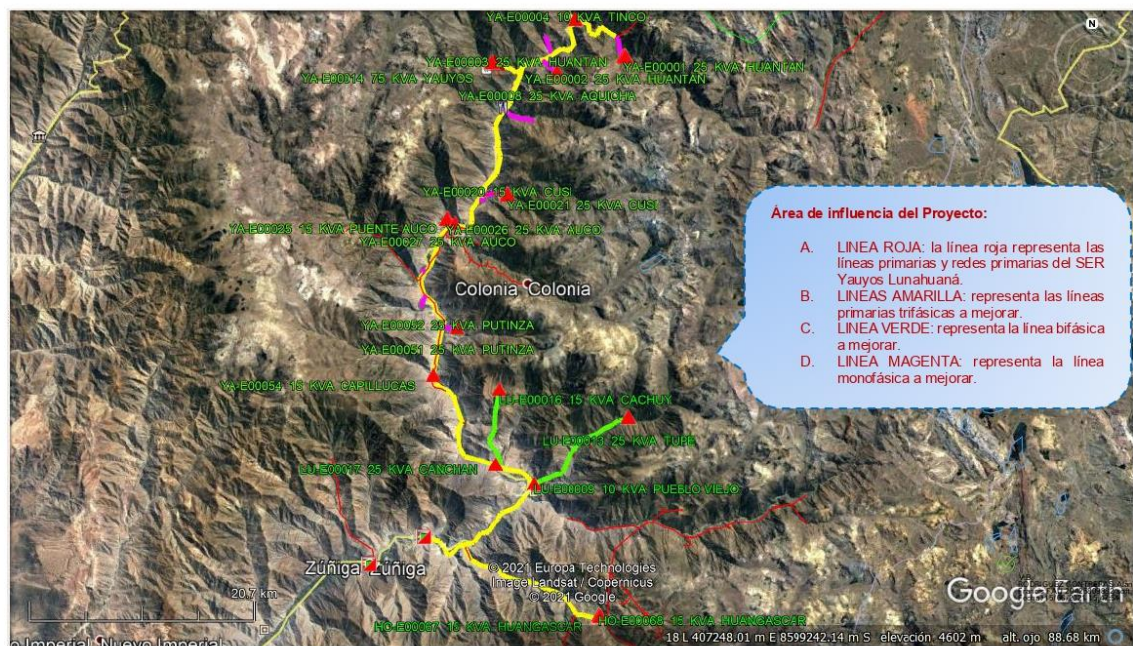 YA-E00004 10 KVA TINCO
N
YA-E00003 25 KVA HUANTAN
YA-E00001 25 KVA HUANTAN
YA-E00014 75 KVA YAUYOS
YA-E00002 25 KVA HUANTAN
YA-E00008 25 KVA AQUICHA
YA-E00020 15 KVA CUSI
YA-E00021 25 KVA CUSI
YA-E00025 15 KVA PUENTE AUCO
YA-E00026 25 KVA AUCO
YA-E00027 25 KVA AUCO
Colonia Colonia
YA-E00052 25 KVA PUTINZA
YA-E00051 25 KVA PUTINZA
YA-E00054 15 KVA CAPILLUCAS
LU-E00016 15 KVA CACHUY
25 KVA TUPE
LU-E00017 25 KVA CANCHAN
LU-E00009 10 KVA PUEBLO VIEJO
Área de influencia del Proyecto:
A. LINEA ROJA: la línea roja representa las
líneas primarias y redes primarias del SER
Yauyos Lunahuaná.
B. LINEAS AMARILLA: representa las líneas
primarias trifásicas a mejorar.
C. LINEA VERDE: representa la línea bifásica
a mejorar.
D. LINEA MAGENTA: representa la línea
monofásica a mejorar.
Zúñiga Zúñiga
20.7 km
© 2021 Europa Technologies
Image Landsat / Copernicus
© 2021 Google
Google Earth
HO-E00067 15 KVA HUANGASCAR
HO-E00068 15 KVA HUANGASCAR
o Imperial Nuevo Imperial
18 L 407248.01 m E 8599242.14 m S elevación: 4602 m alt. ojo 88.68 km